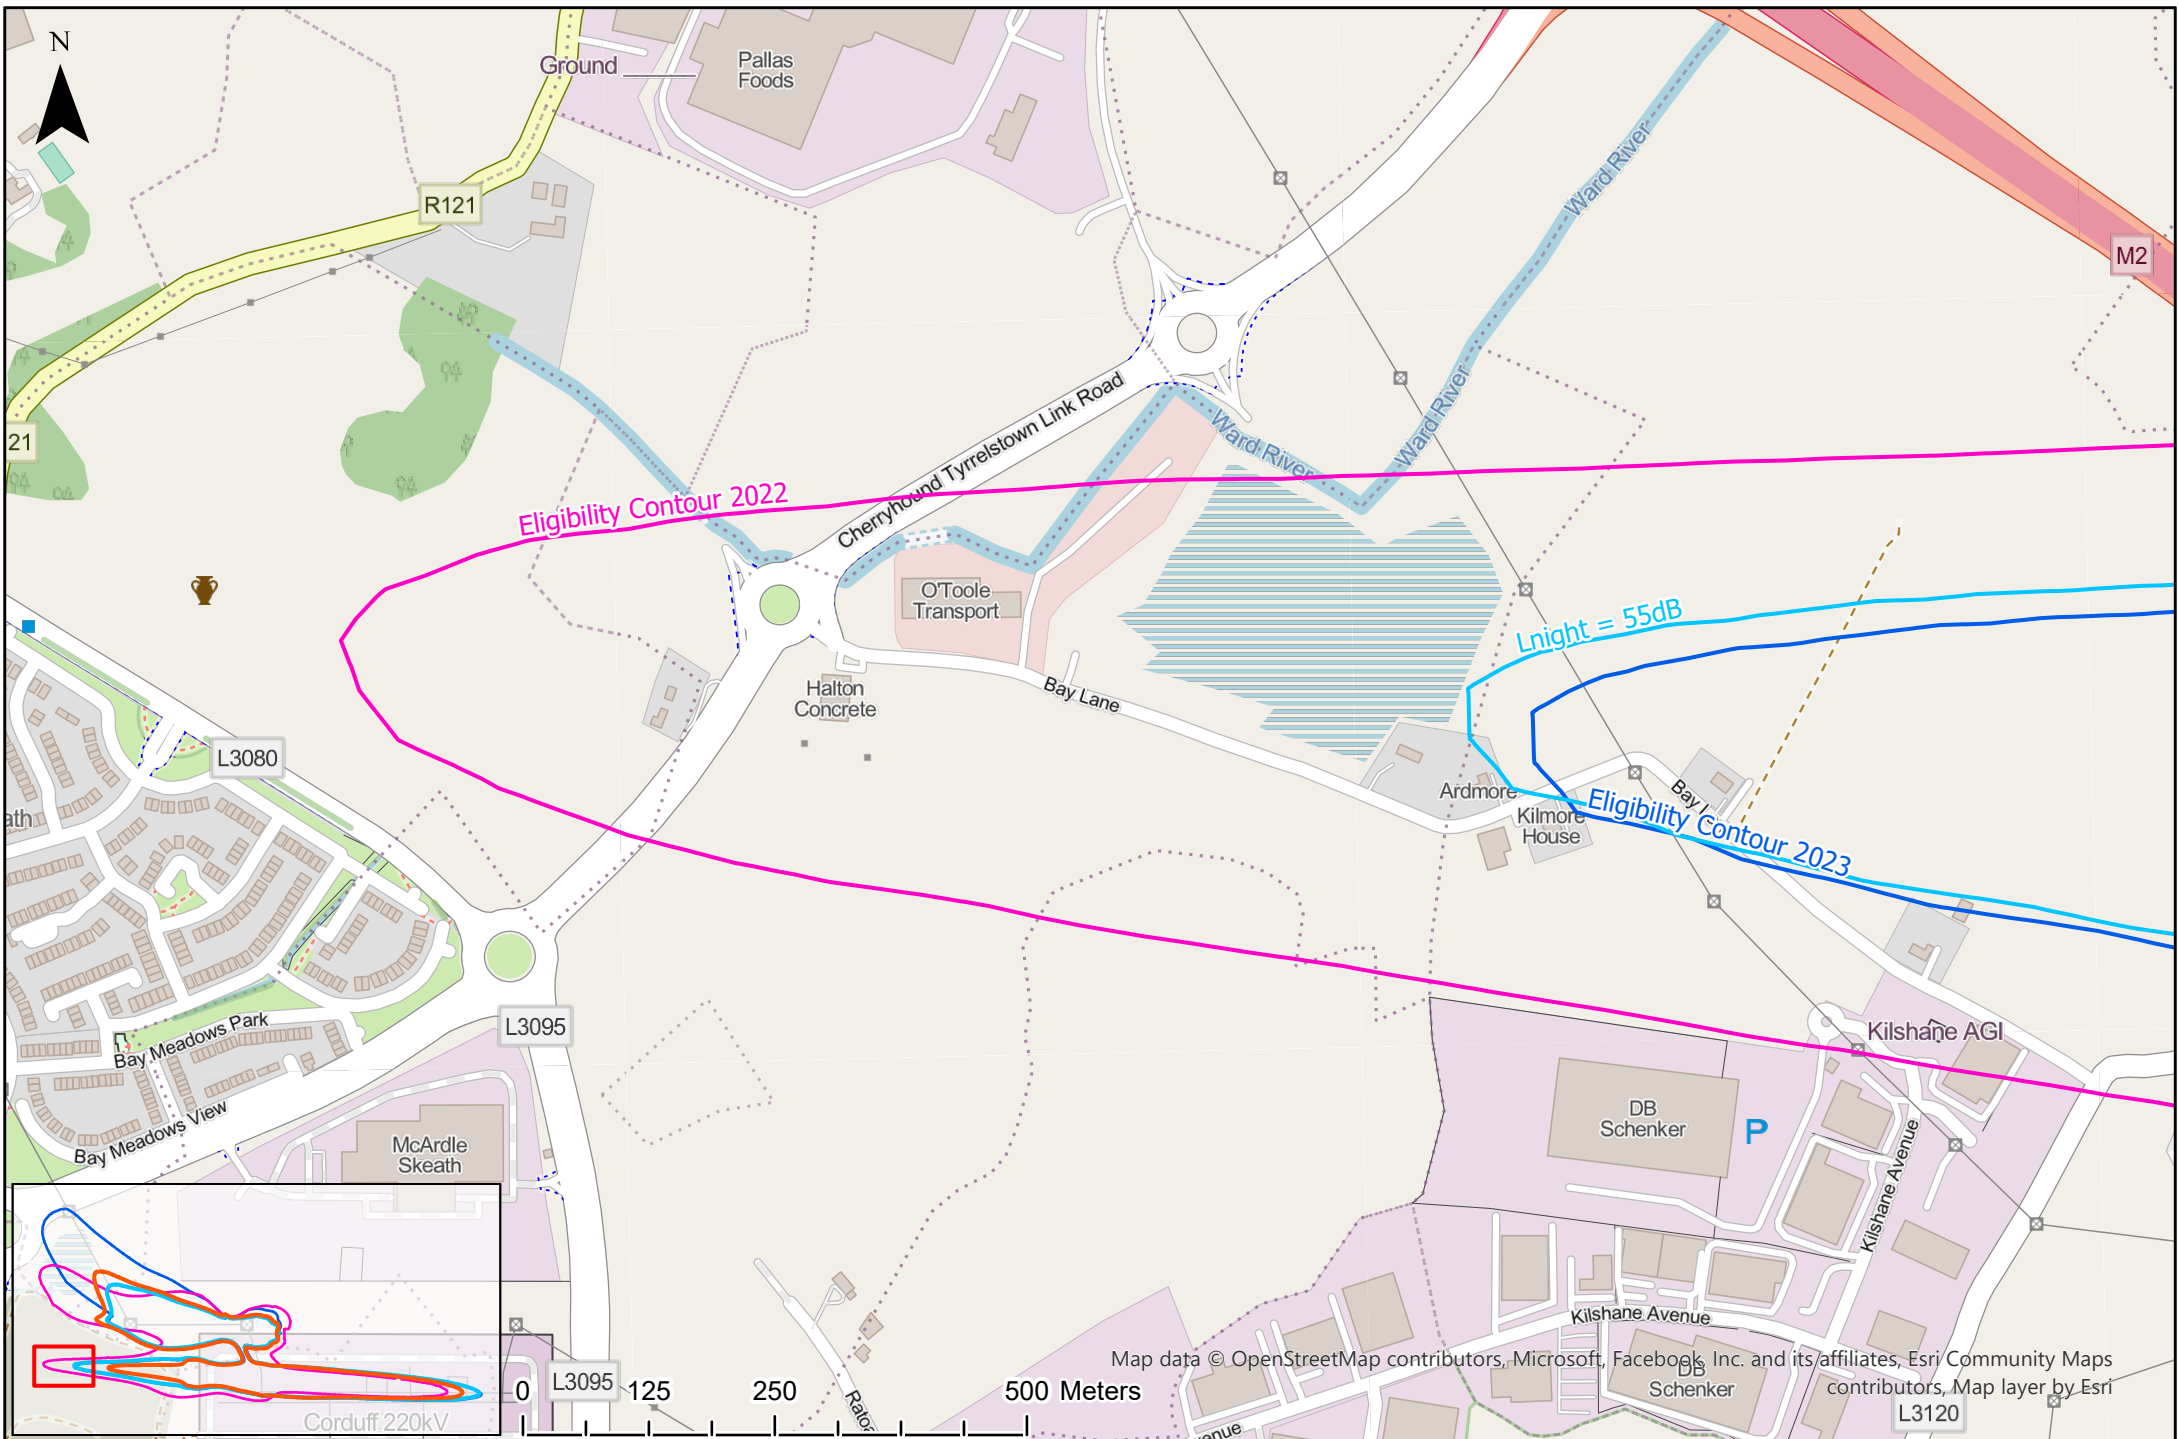 N
Ground
Pallas
Foods
R121
Ward River
M2
21
Cherryhound Tyrrelstown Link Road
Ward River
Ward River
Eligibility Contour 2022
O'Toole
Transport
Lnight = 55dB
Halton
Concrete
Bay Lane
L3080
Ardmore
Kilmore
House
Bay L
Eligibility Contour 2023
ath
L3095
Kilshane AGI
Bay Meadows Park
Bay Meadows View
McArdle
Skeath
DB
Schenker
P
Kilshane Avenue
Kilshane Avenue
DB
Schenker
Map data © OpenStreetMap contributors, Microsoft, Facebook, Inc. and its affiliates, Esri Community Maps
contributors, Map layer by Esri
L3095
0 125 250 500 Meters
Ratoa
Corduff 220kV
L3120
enue